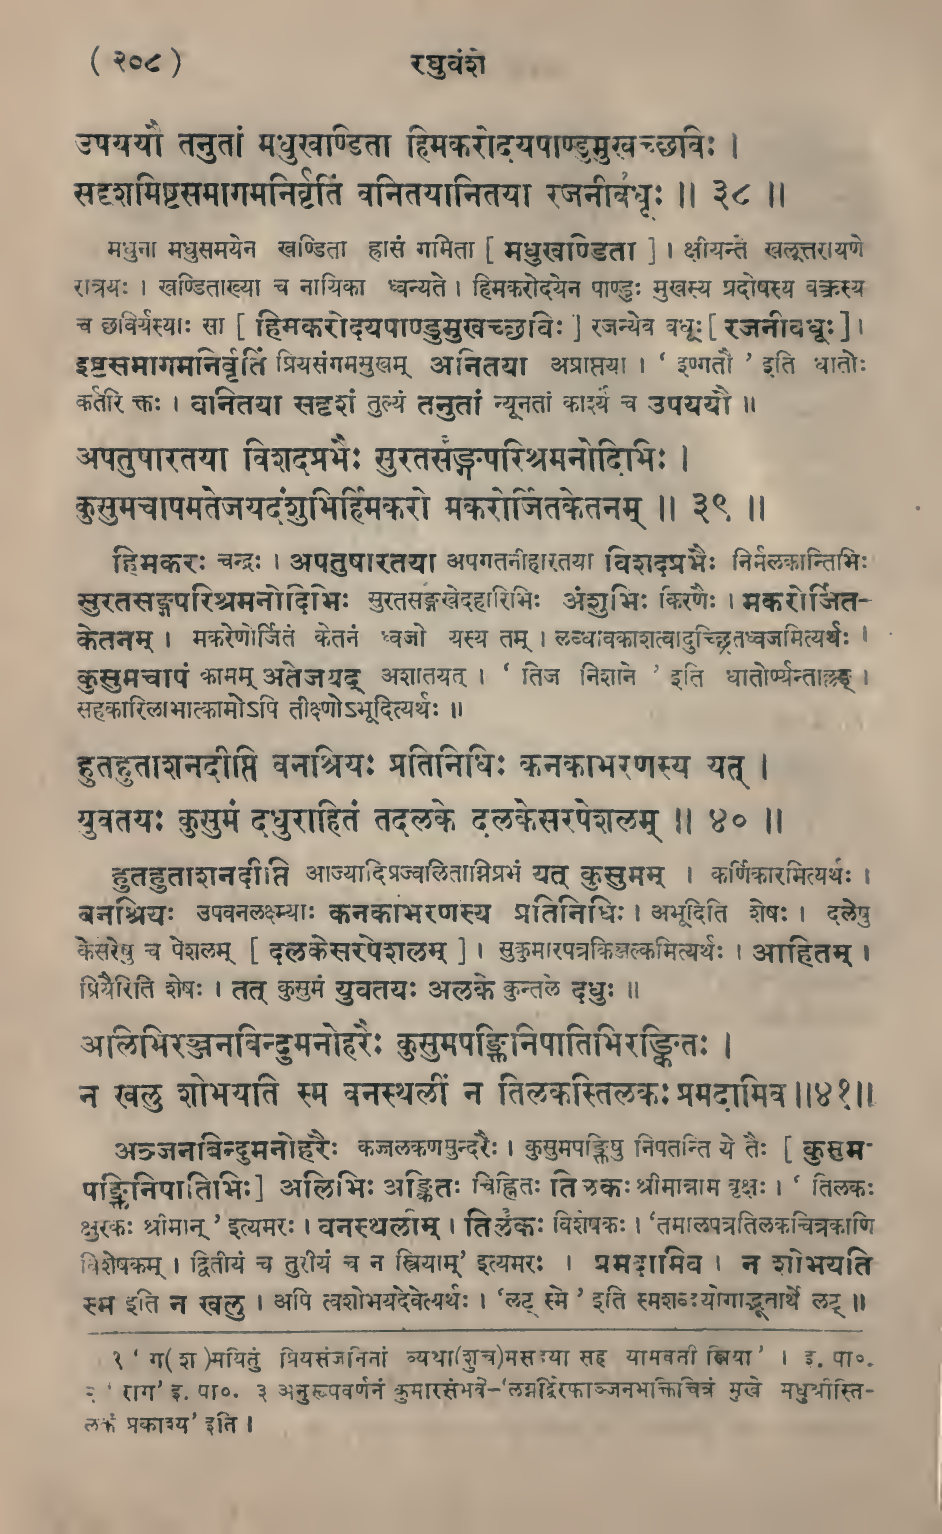 ( २०८ ) रघुवंशे
उपययौ तनुतां मधुखण्डिता हिमकरोदयपाण्डुमुखच्छविः ।
सदृशमिष्टसमागमनिर्वृतिं वनितयानितया रजनीवधूः ॥ ३८ ॥
मधुना मधुसमयेन खण्डिता ह्रासं गमिता [ मधुखण्डिता ] । क्षीयन्ते खलूत्तरायणे
रात्रयः । खण्डिताख्या च नायिका ध्वन्यते । हिमकरोदयेन पाण्डुः मुखस्य प्रदोषस्य वक्त्रस्य
च छविर्यस्याः सा [ हिमकरोदयपाण्डुमुखच्छविः ] रजन्येव वधूः [ रजनीवधूः ] ।
इष्टसमागमनिर्वृतिं प्रियसंगमसुखम् अनितया अप्राप्तया । ‘ इण्गतौ ’ इति धातोः
कर्तरि क्तः । वनितया सदृशं तुल्यं तनुतां न्यूनतां कार्श्यं च उपययौ ॥
अपतुषारतया विशदप्रभैः सुरतसङ्गपरिश्रमनोदिभिः ।
कुसुमचापमतेजयदंशुभिर्हिमकरो मकरोर्जितकेतनम् ॥ ३९ ॥
हिमकरः चन्द्रः । अपतुषारतया अपगतनीहारतया विशदप्रभैः निर्मलकान्तिभिः
सुरतसङ्गपरिश्रमनोदिभिः सुरतसङ्गखेदहारिभिः अंशुभिः किरणैः । मकरोर्जित-
केतनम् । मकरेणोर्जितं केतनं ध्वजो यस्य तम् । लब्धावकाशत्वादुच्छ्रितध्वजमित्यर्थः ।
कुसुमचापं कामम् अतेजयद् अशातयत् । ‘ तिज निशाने ’ इति धातोर्ण्यन्ताल्लङ् ।
सहकारिलाभात्कामोऽपि तीक्ष्णोऽभूदित्यर्थः ॥
हुतहुताशनदीप्ति वनश्रियः प्रतिनिधिः कनकाभरणस्य यत् ।
युवतयः कुसुमं दधुराहितं तदलके दलकेसरपेशलम् ॥ ४० ॥
हुतहुताशनदीप्ति आज्यादिप्रज्वलिताग्निप्रभं यत् कुसुमम् । कर्णिकारमित्यर्थः ।
वनश्रियः उपवनलक्ष्म्याः कनकाभरणस्य प्रतिनिधिः । अभूदिति शेषः । दलेषु
केसरेषु च पेशलम् [ दलकेसरपेशलम् ] । सुकुमारपत्रकिञ्जल्कमित्यर्थः । आहितम् ।
प्रियैरिति शेषः । तत् कुसुमं युवतयः अलके कुन्तले दधुः ॥
अलिभिरञ्जनबिन्दुमनोहरैः कुसुमपङ्क्तिनिपातिभिरङ्कितः ।
न खलु शोभयति स्म वनस्थलीं न तिलकस्तिलकः प्रमदामिव ॥४१॥
अञ्जनबिन्दुमनोहरैः कज्जलकणसुन्दरैः । कुसुमपङ्क्तिषु निपतन्ति ये तैः [ कुसुम-
पङ्क्तिनिपातिभिः] अलिभिः अङ्कितः चिह्नितः तिलकः श्रीमान्नाम वृक्षः । ‘ तिलकः
क्षुरकः श्रीमान् ’ इत्यमरः । वनस्थलीम् । तिलकः विशेषकः । ‘तमालपत्रतिलकचित्रकाणि
विशेषकम् । द्वितीयं च तुरीयं च न स्त्रियाम्’ इत्यमरः । प्रमदामिव । न शोभयति
स्म इति न खलु । अपि त्वशोभयदेवेत्यर्थः । ‘लट् स्मे ’ इति स्मशब्दयोगाद्भूतार्थे लट् ॥
१ ‘ ग( श )मयितुं प्रियसंजनितां व्यथा(शुच)मसह्यया सह यामवती स्त्रिया ’ । इ. पा०.
‘ राग’ इ. पा०. ३ अनुरूपवर्णनं कुमारसंभवे-‘लग्नद्विरेफाञ्जनभक्तिचित्रं मुखे मधुश्रीस्ति-
लकं प्रकाश्य’ इति ।